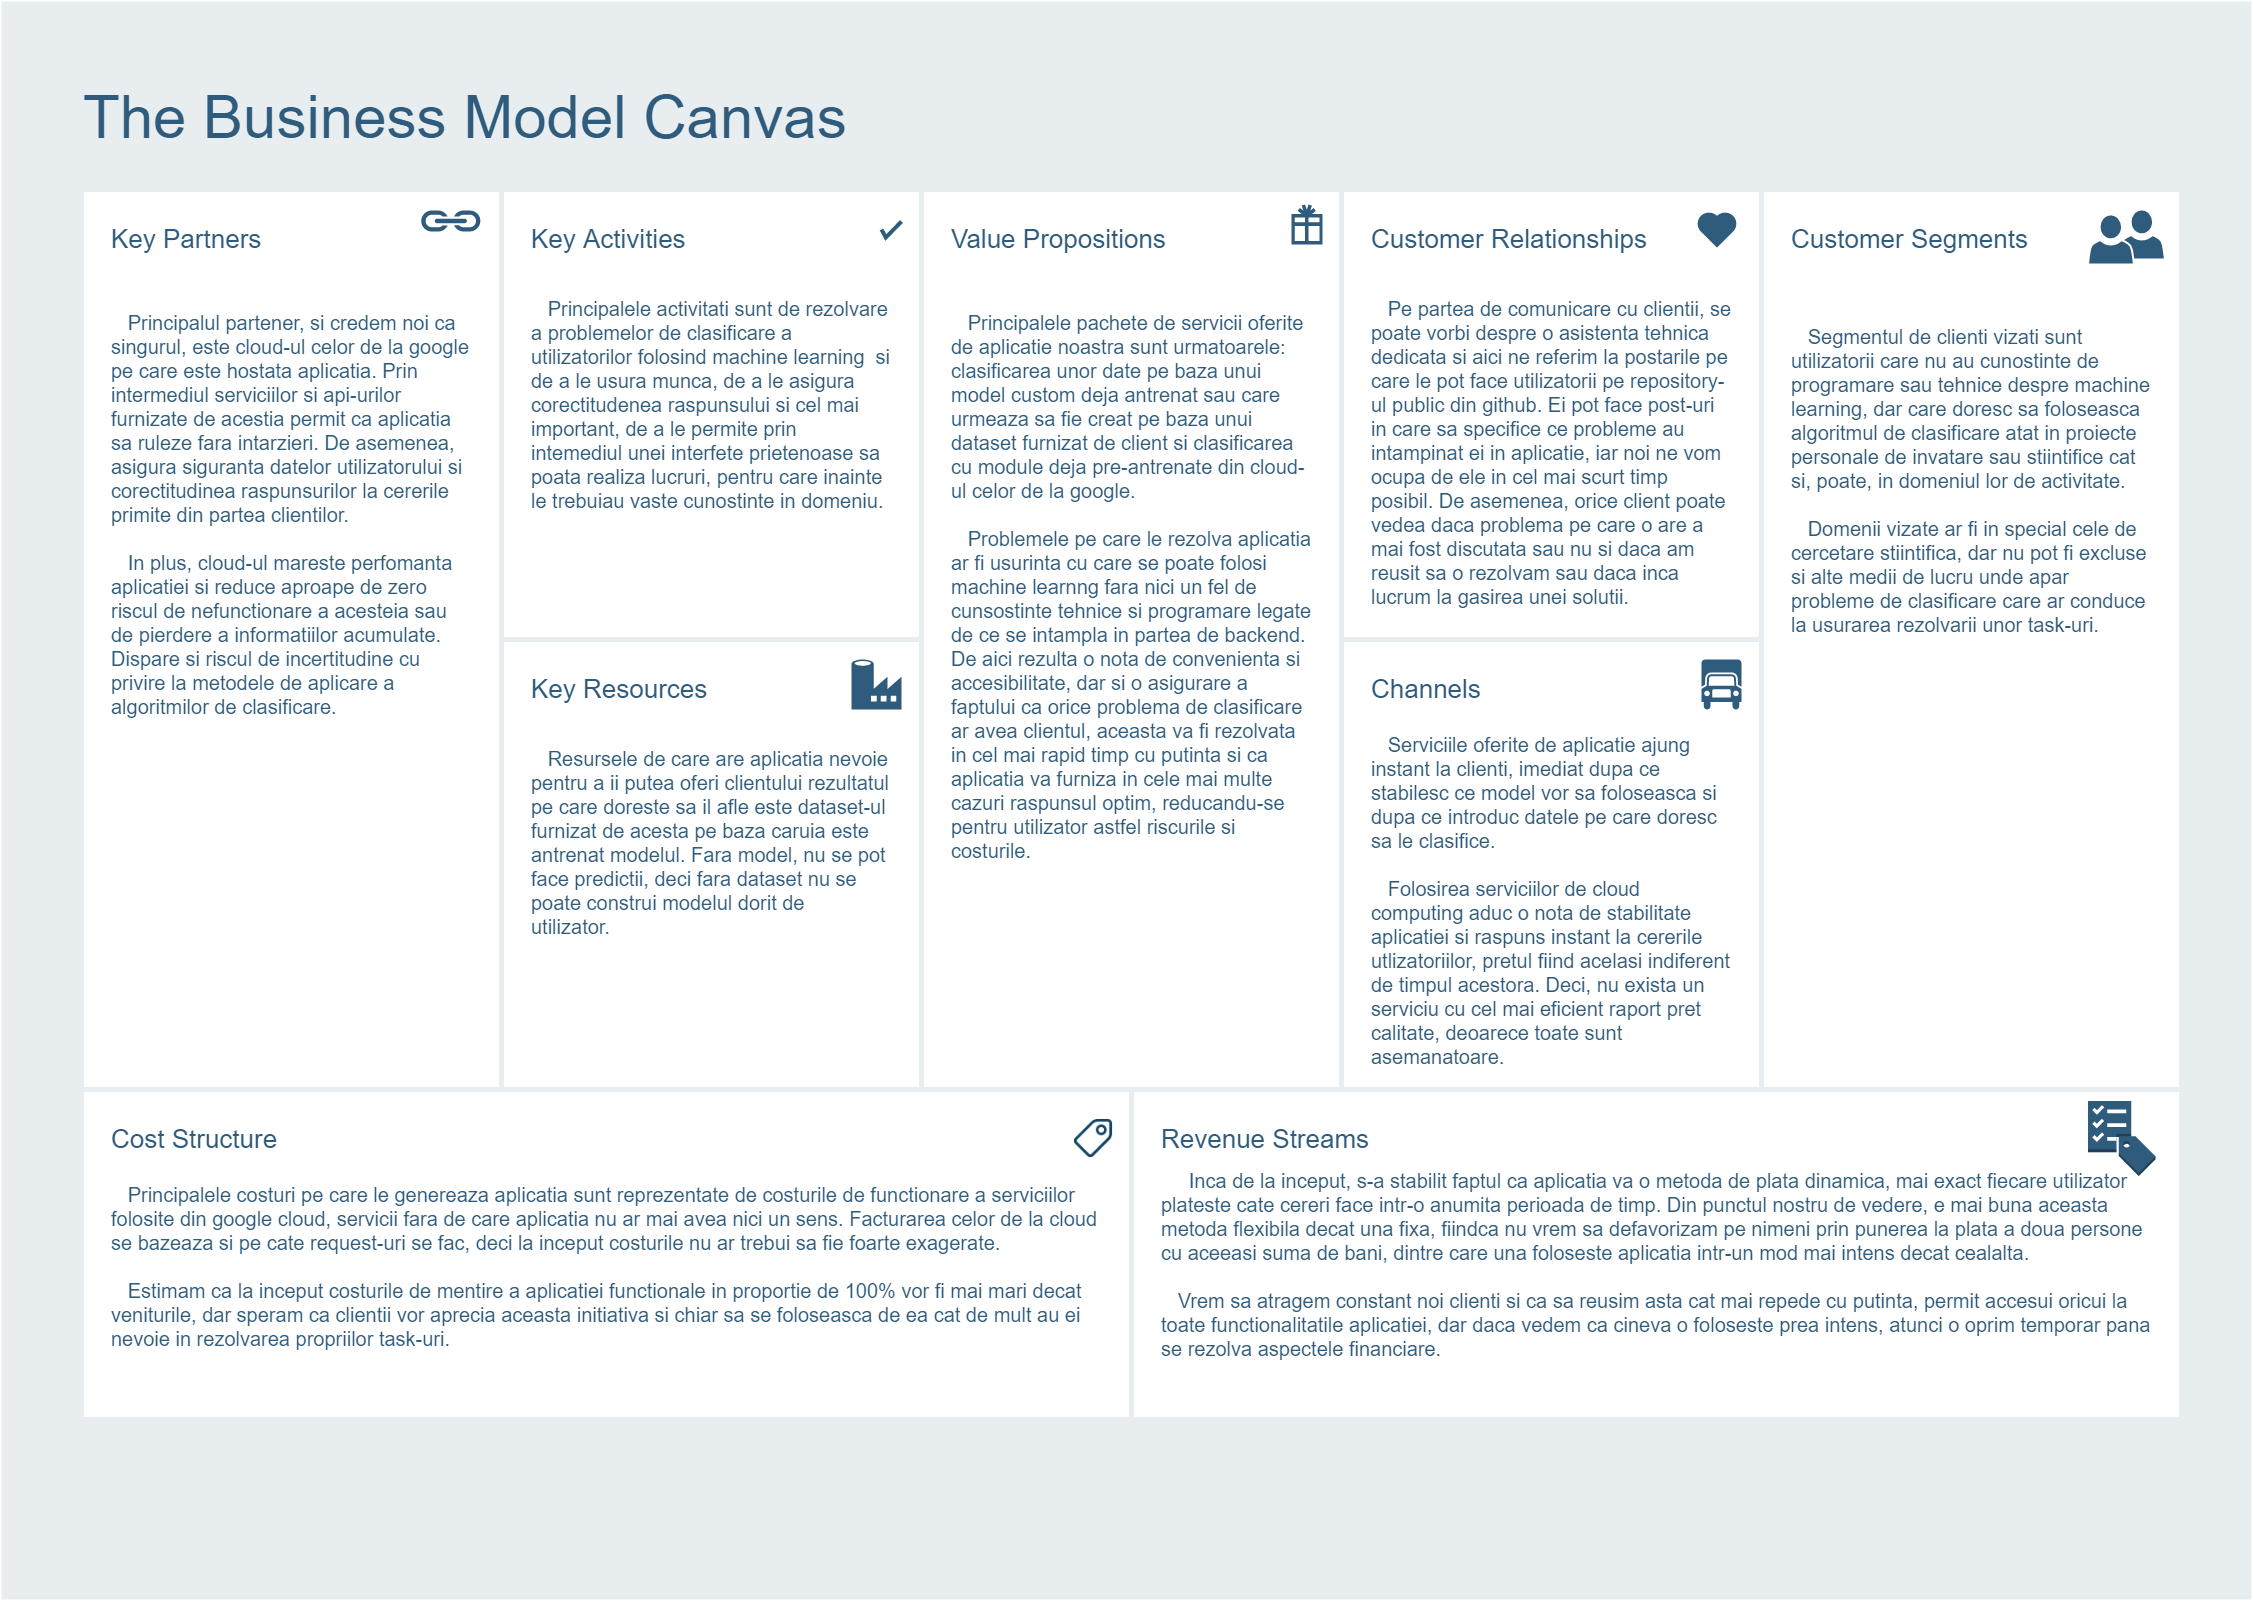 The Business Model Canvas
Key Partners
Principalul partener, si credem noi ca
singurul, este cloud-ul celor de la google
pe care este hostata aplicatia. Prin
intermediul serviciilor si api-urilor
furnizate de acestia permit ca aplicatia
sa ruleze fara intarzieri. De asemenea,
asigura siguranta datelor utilizatorului si
corectitudinea raspunsurilor la cererile
primite din partea clientilor.
In plus, cloud-ul mareste perfomanta
aplicatiei si reduce aproape de zero
riscul de nefunctionare a acesteia sau
de pierdere a informatiilor acumulate.
Dispare si riscul de incertitudine cu
privire la metodele de aplicare a
algoritmilor de clasificare.
Key Activities
Principalele activitati sunt de rezolvare
a problemelor de clasificare a
utilizatorilor folosind machine learning  si
de a le usura munca, de a le asigura
corectitudenea raspunsului si cel mai
important, de a le permite prin
intemediul unei interfete prietenoase sa
poata realiza lucruri, pentru care inainte
le trebuiau vaste cunostinte in domeniu.
Key Resources
Resursele de care are aplicatia nevoie
pentru a ii putea oferi clientului rezultatul
pe care doreste sa il afle este dataset-ul
furnizat de acesta pe baza caruia este
antrenat modelul. Fara model, nu se pot
face predictii, deci fara dataset nu se
poate construi modelul dorit de
utilizator.
Value Propositions
Principalele pachete de servicii oferite
de aplicatie noastra sunt urmatoarele:
clasificarea unor date pe baza unui
model custom deja antrenat sau care
urmeaza sa fie creat pe baza unui
dataset furnizat de client si clasificarea
cu module deja pre-antrenate din cloud-
ul celor de la google.
Problemele pe care le rezolva aplicatia
ar fi usurinta cu care se poate folosi
machine learnng fara nici un fel de
cunsostinte tehnice si programare legate
de ce se intampla in partea de backend.
De aici rezulta o nota de convenienta si
accesibilitate, dar si o asigurare a
faptului ca orice problema de clasificare
ar avea clientul, aceasta va fi rezolvata
in cel mai rapid timp cu putinta si ca
aplicatia va furniza in cele mai multe
cazuri raspunsul optim, reducandu-se
pentru utilizator astfel riscurile si
costurile.
Customer Relationships
Pe partea de comunicare cu clientii, se
poate vorbi despre o asistenta tehnica
dedicata si aici ne referim la postarile pe
care le pot face utilizatorii pe repository-
ul public din github. Ei pot face post-uri
in care sa specifice ce probleme au
intampinat ei in aplicatie, iar noi ne vom
ocupa de ele in cel mai scurt timp
posibil. De asemenea, orice client poate
vedea daca problema pe care o are a
mai fost discutata sau nu si daca am
reusit sa o rezolvam sau daca inca
lucrum la gasirea unei solutii.
Channels
Serviciile oferite de aplicatie ajung
instant la clienti, imediat dupa ce
stabilesc ce model vor sa foloseasca si
dupa ce introduc datele pe care doresc
sa le clasifice.
Folosirea serviciilor de cloud
computing aduc o nota de stabilitate
aplicatiei si raspuns instant la cererile
utlizatoriilor, pretul fiind acelasi indiferent
de timpul acestora. Deci, nu exista un
serviciu cu cel mai eficient raport pret
calitate, deoarece toate sunt
asemanatoare.
Customer Segments
Segmentul de clienti vizati sunt
utilizatorii care nu au cunostinte de
programare sau tehnice despre machine
learning, dar care doresc sa foloseasca
algoritmul de clasificare atat in proiecte
personale de invatare sau stiintifice cat
si, poate, in domeniul lor de activitate.
Domenii vizate ar fi in special cele de
cercetare stiintifica, dar nu pot fi excluse
si alte medii de lucru unde apar
probleme de clasificare care ar conduce
la usurarea rezolvarii unor task-uri.
Cost Structure
Principalele costuri pe care le genereaza aplicatia sunt reprezentate de costurile de functionare a serviciilor
folosite din google cloud, servicii fara de care aplicatia nu ar mai avea nici un sens. Facturarea celor de la cloud
se bazeaza si pe cate request-uri se fac, deci la inceput costurile nu ar trebui sa fie foarte exagerate.
Estimam ca la inceput costurile de mentire a aplicatiei functionale in proportie de 100% vor fi mai mari decat
veniturile, dar speram ca clientii vor aprecia aceasta initiativa si chiar sa se foloseasca de ea cat de mult au ei
nevoie in rezolvarea propriilor task-uri.
Revenue Streams
Inca de la inceput, s-a stabilit faptul ca aplicatia va o metoda de plata dinamica, mai exact fiecare utilizator
plateste cate cereri face intr-o anumita perioada de timp. Din punctul nostru de vedere, e mai buna aceasta
metoda flexibila decat una fixa, fiindca nu vrem sa defavorizam pe nimeni prin punerea la plata a doua persone
cu aceeasi suma de bani, dintre care una foloseste aplicatia intr-un mod mai intens decat cealalta.
Vrem sa atragem constant noi clienti si ca sa reusim asta cat mai repede cu putinta, permit accesui oricui la
toate functionalitatile aplicatiei, dar daca vedem ca cineva o foloseste prea intens, atunci o oprim temporar pana
se rezolva aspectele financiare.